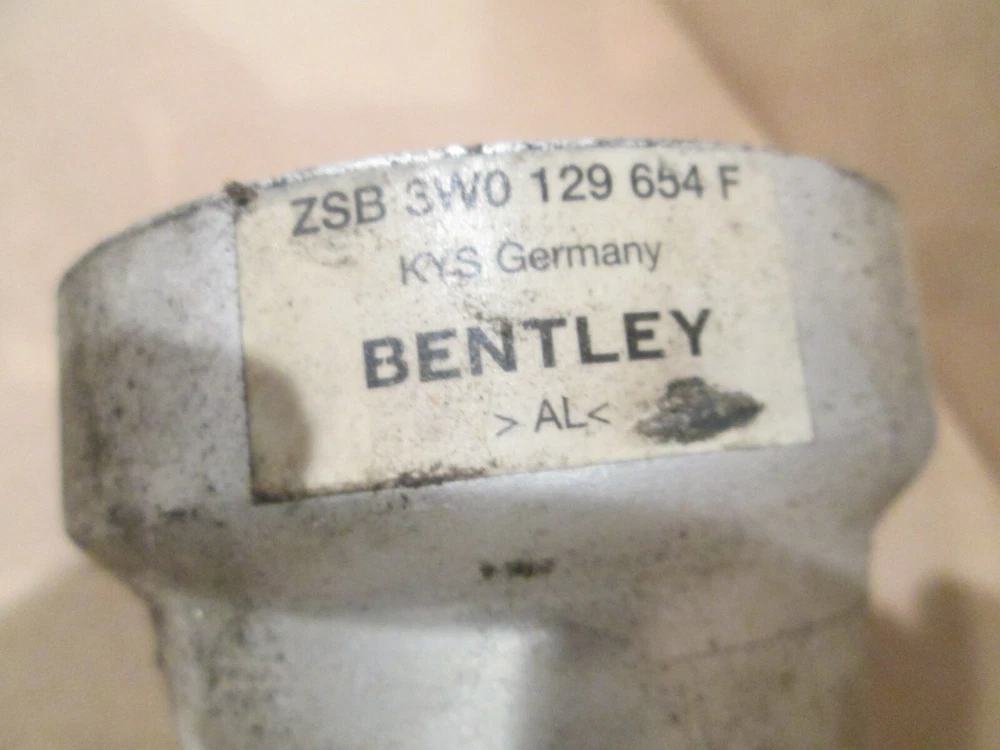 ZSB 3W0 129 654 F
KYS Germany
BENTLEY
> AL <